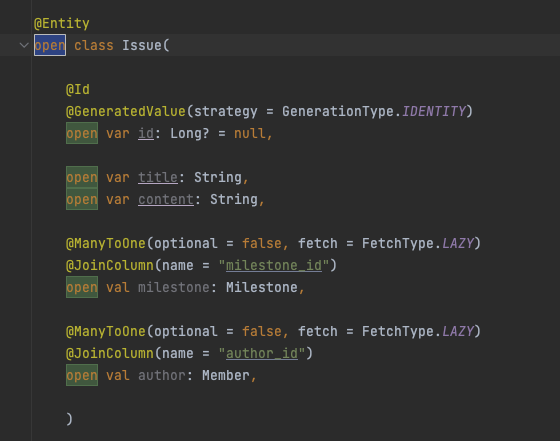 @Entity
open class Issue(
@Id
@GeneratedValue(strategy = GenerationType.IDENTITY)
open var id: Long? = null,
open var title: String,
open var content: String,
@ManyToOne(optional = false, fetch = FetchType.LAZY)
@JoinColumn(name = "milestone_id")
open val milestone: Milestone,
@ManyToOne(optional = false, fetch = FetchType.LAZY)
@JoinColumn(name = "author_id")
open val author: Member,
)